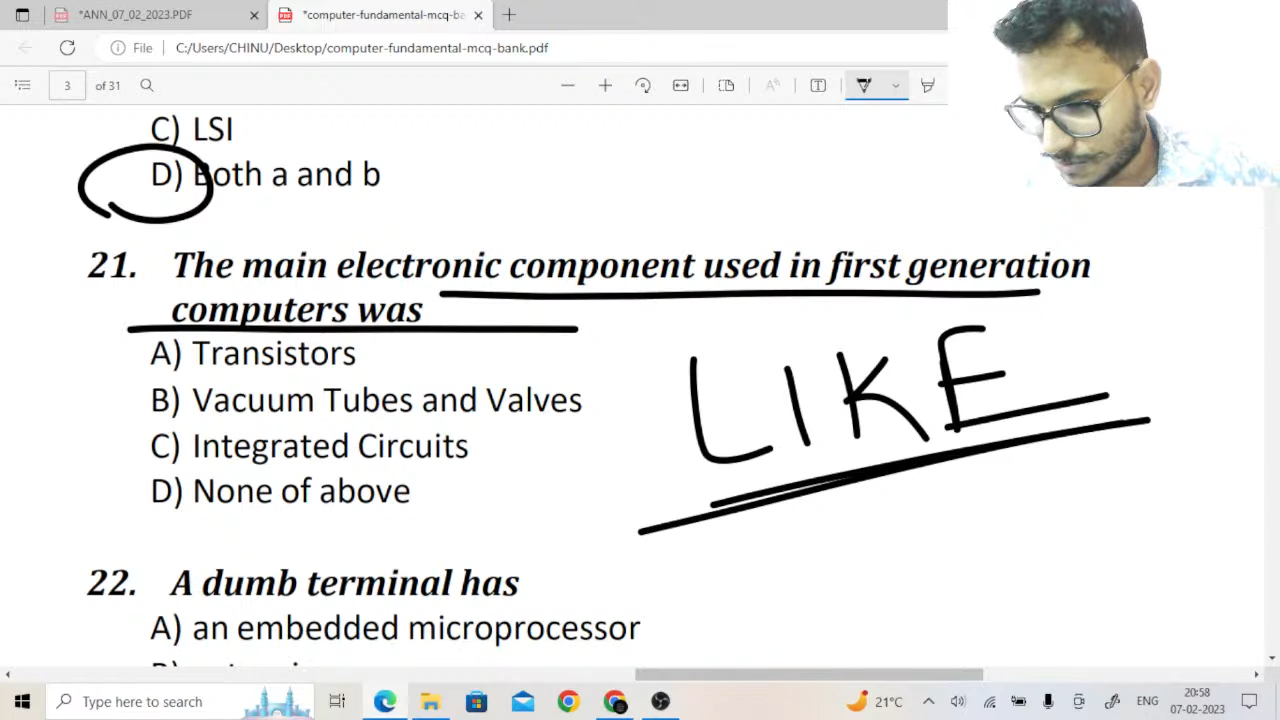 *ANN_07_02_2023.PDF
*computer-fundamental-mcq-ba
File
C:/Users/CHINU/Desktop/computer-fundamental-mcq-bank.pdf
3 of 31
C) LSI
D) Both a and b
21. The main electronic component used in first generation
computers was
A) Transistors
B) Vacuum Tubes and Valves
C) Integrated Circuits
D) None of above
LIKE
22. A dumb terminal has
A) an embedded microprocessor
Type here to search
21°C
ENG
20:58
07-02-2023